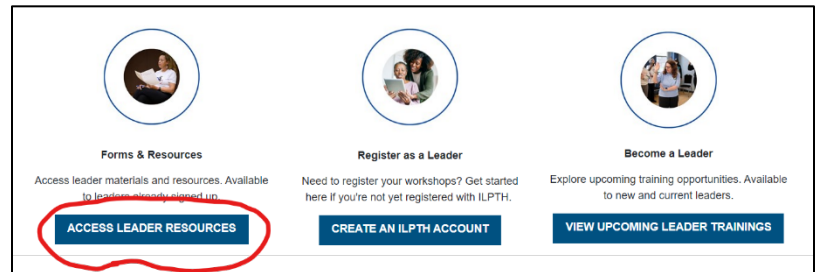 Forms & Resources
Access leader materials and resources. Available
to leaders already signed up.
ACCESS LEADER RESOURCES
Register as a Leader
Need to register your workshops? Get started
here if you're not yet registered with ILPTH.
CREATE AN ILPTH ACCOUNT
Become a Leader
Explore upcoming training opportunities. Available
to new and current leaders.
VIEW UPCOMING LEADER TRAININGS